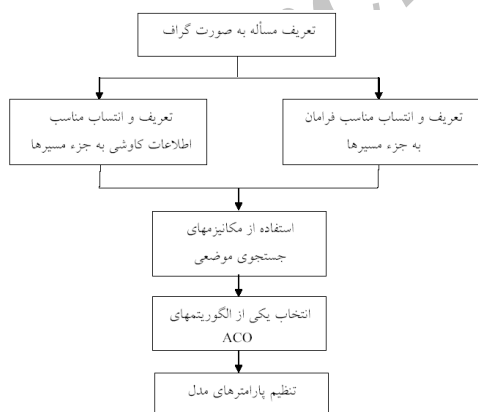 تعریف مسأله به صورت گراف
تعریف و انتساب مناسب فرامان
به جزء مسیرها
تعریف و انتساب مناسب
اطلاعات کاوشی به جزء مسیرها
استفاده از مکانیزمهای
جستجوی موضعی
انتخاب یکی از الگوریتمهای
ACO
تنظیم پارامترهای مدل